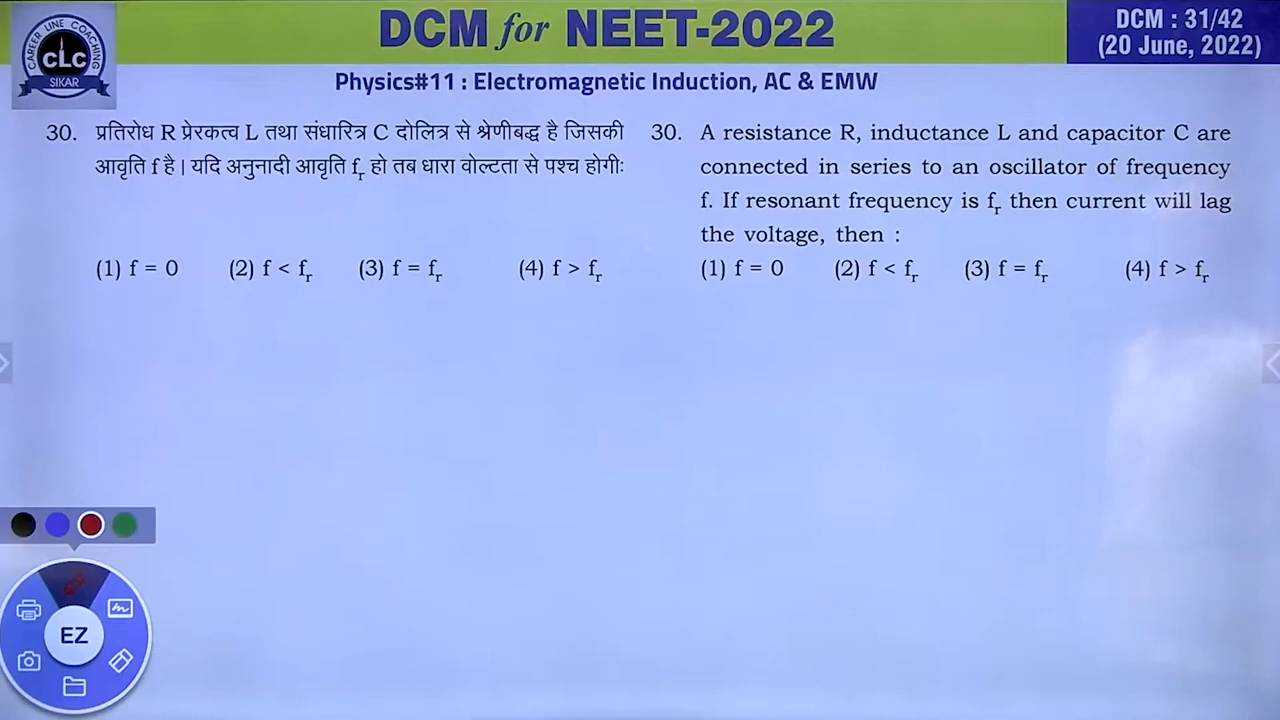 CAREER LINE COACHING
CLC
SIKAR
DCM for NEET-2022
DCM : 31/42
(20 June, 2022)
Physics#11 : Electromagnetic Induction, AC & EMW
30. प्रतिरोध R प्रेरकत्व L तथा संधारित्र C दोलित्र से श्रेणीबद्ध है जिसकी
आवृति f है। यदि अनुनादी आवृति fr हो तब धारा वोल्टता से पश्च होगीः
(1) f = 0 (2) f < fr (3) f = fr (4) f > fr
30. A resistance R, inductance L and capacitor C are
connected in series to an oscillator of frequency
f. If resonant frequency is fr then current will lag
the voltage, then :
(1) f = 0 (2) f < fr (3) f = fr (4) f > fr
EZ